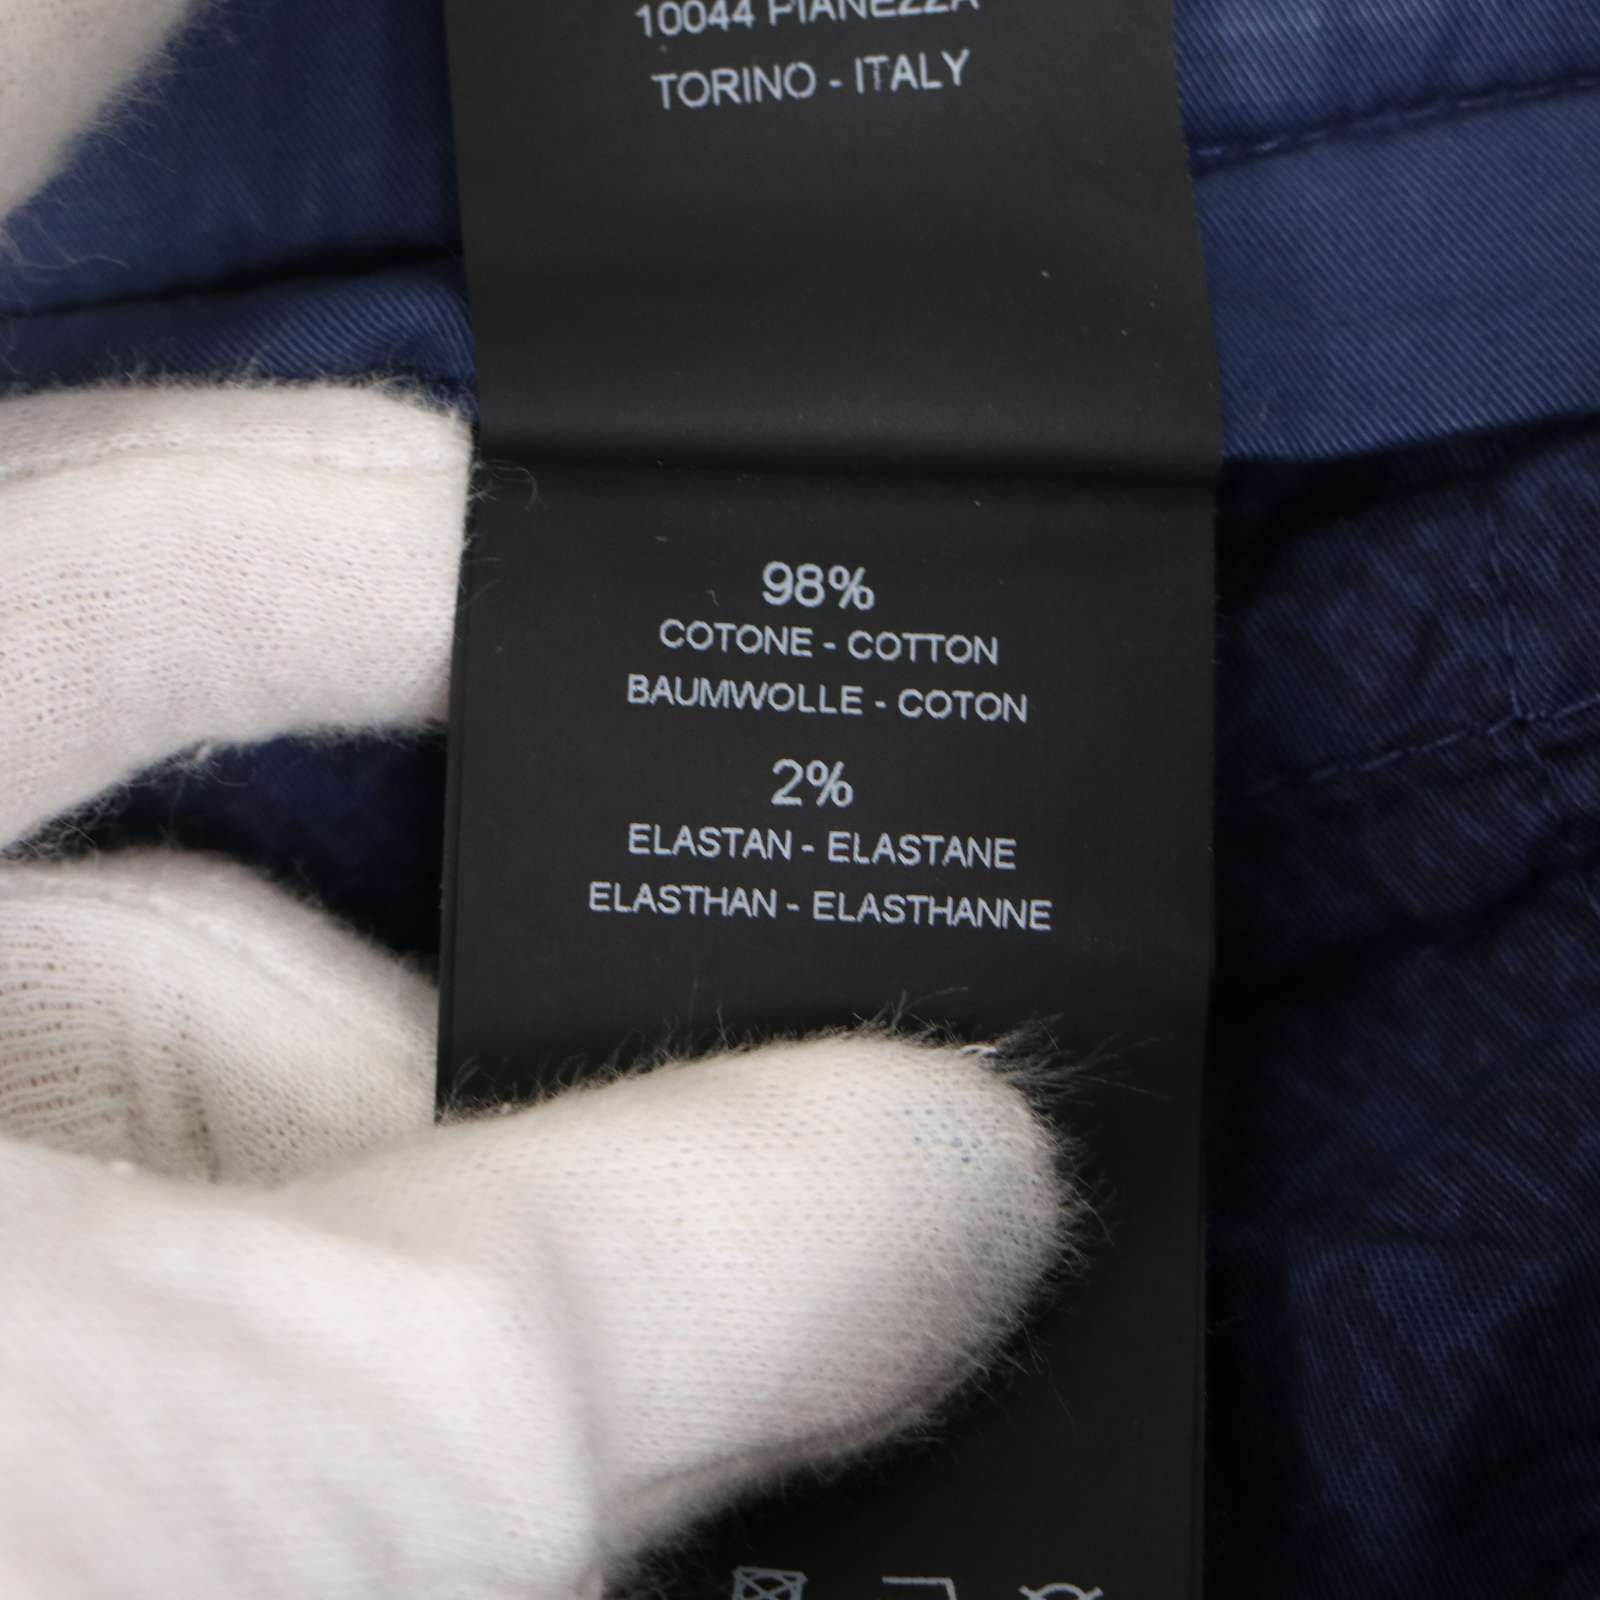 10044 PIANEZZA
TORINO - ITALY
98%
COTONE - COTTON
BAUMWOLLE - COTON
2%
ELASTAN - ELASTANE
ELASTHAN - ELASTHANNE